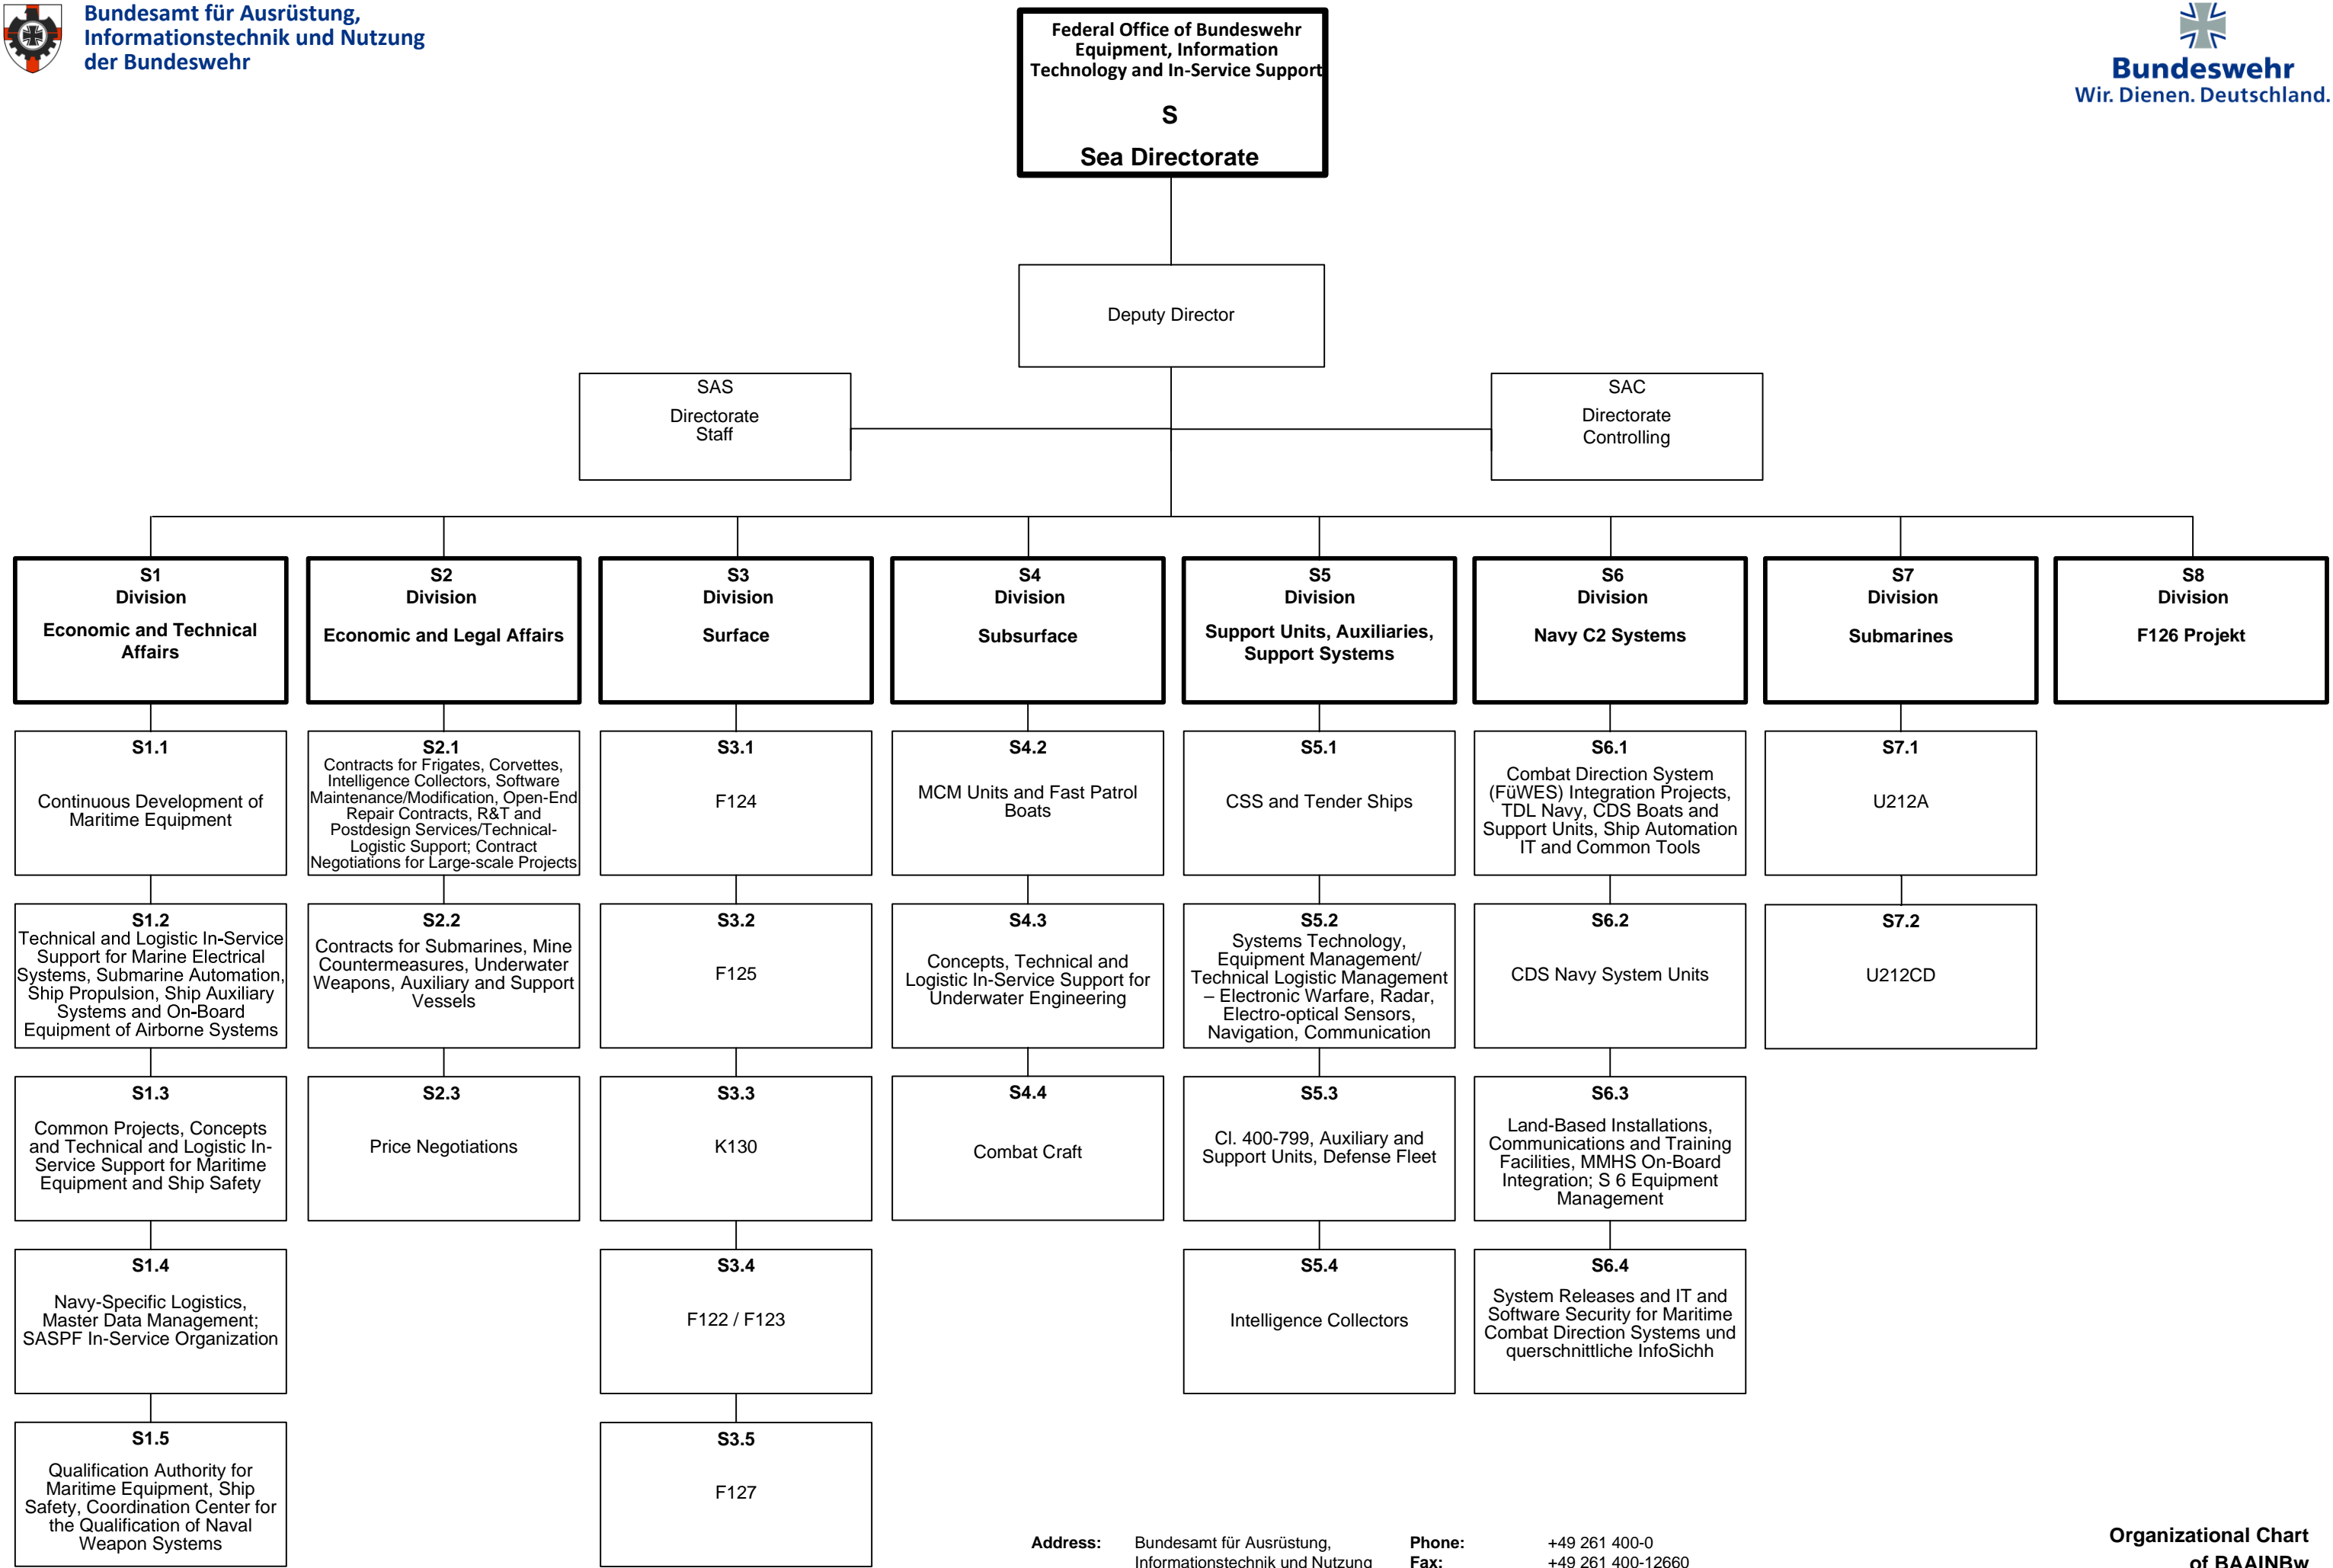 Bundesamt für Ausrüstung,
Informationstechnik und Nutzung
der Bundeswehr
Federal Office of Bundeswehr
Equipment, Information
Technology and In-Service Support
S
Sea Directorate
Bundeswehr
Wir. Dienen. Deutschland.
Deputy Director
SAS
Directorate
Staff
SAC
Directorate
Controlling
S1
Division
Economic and Technical
Affairs
S2
Division
Economic and Legal Affairs
S3
Division
Surface
S4
Division
Subsurface
S5
Division
Support Units, Auxiliaries,
Support Systems
S6
Division
Navy C2 Systems
S7
Division
Submarines
S8
Division
F126 Projekt
S1.1
Continuous Development of
Maritime Equipment
S2.1
Contracts for Frigates, Corvettes,
Intelligence Collectors, Software
Maintenance/Modification, Open-End
Repair Contracts, R&T and
Postdesign Services/Technical-
Logistic Support; Contract
Negotiations for Large-scale Projects
S3.1
F124
S4.2
MCM Units and Fast Patrol
Boats
S5.1
CSS and Tender Ships
S6.1
Combat Direction System
(FüWES) Integration Projects,
TDL Navy, CDS Boats and
Support Units, Ship Automation
IT and Common Tools
S7.1
U212A
S1.2
Technical and Logistic In-Service
Support for Marine Electrical
Systems, Submarine Automation,
Ship Propulsion, Ship Auxiliary
Systems and On-Board
Equipment of Airborne Systems
S2.2
Contracts for Submarines, Mine
Countermeasures, Underwater
Weapons, Auxiliary and Support
Vessels
S3.2
F125
S4.3
Concepts, Technical and
Logistic In-Service Support for
Underwater Engineering
S5.2
Systems Technology,
Equipment Management/
Technical Logistic Management
– Electronic Warfare, Radar,
Electro-optical Sensors,
Navigation, Communication
S6.2
CDS Navy System Units
S7.2
U212CD
S1.3
Common Projects, Concepts
and Technical and Logistic In-
Service Support for Maritime
Equipment and Ship Safety
S2.3
Price Negotiations
S3.3
K130
S4.4
Combat Craft
S5.3
Cl. 400-799, Auxiliary and
Support Units, Defense Fleet
S6.3
Land-Based Installations,
Communications and Training
Facilities, MMHS On-Board
Integration; S 6 Equipment
Management
S1.4
Navy-Specific Logistics,
Master Data Management;
SASPF In-Service Organization
S3.4
F122 / F123
S5.4
Intelligence Collectors
S6.4
System Releases and IT and
Software Security for Maritime
Combat Direction Systems und
querschnittliche InfoSichh
S1.5
Qualification Authority for
Maritime Equipment, Ship
Safety, Coordination Center for
the Qualification of Naval
Weapon Systems
S3.5
F127
Address: Bundesamt für Ausrüstung, Phone: +49 261 400-0
Informationstechnik und Nutzung Fax: +49 261 400-12660
Organizational Chart
of BAAINBw